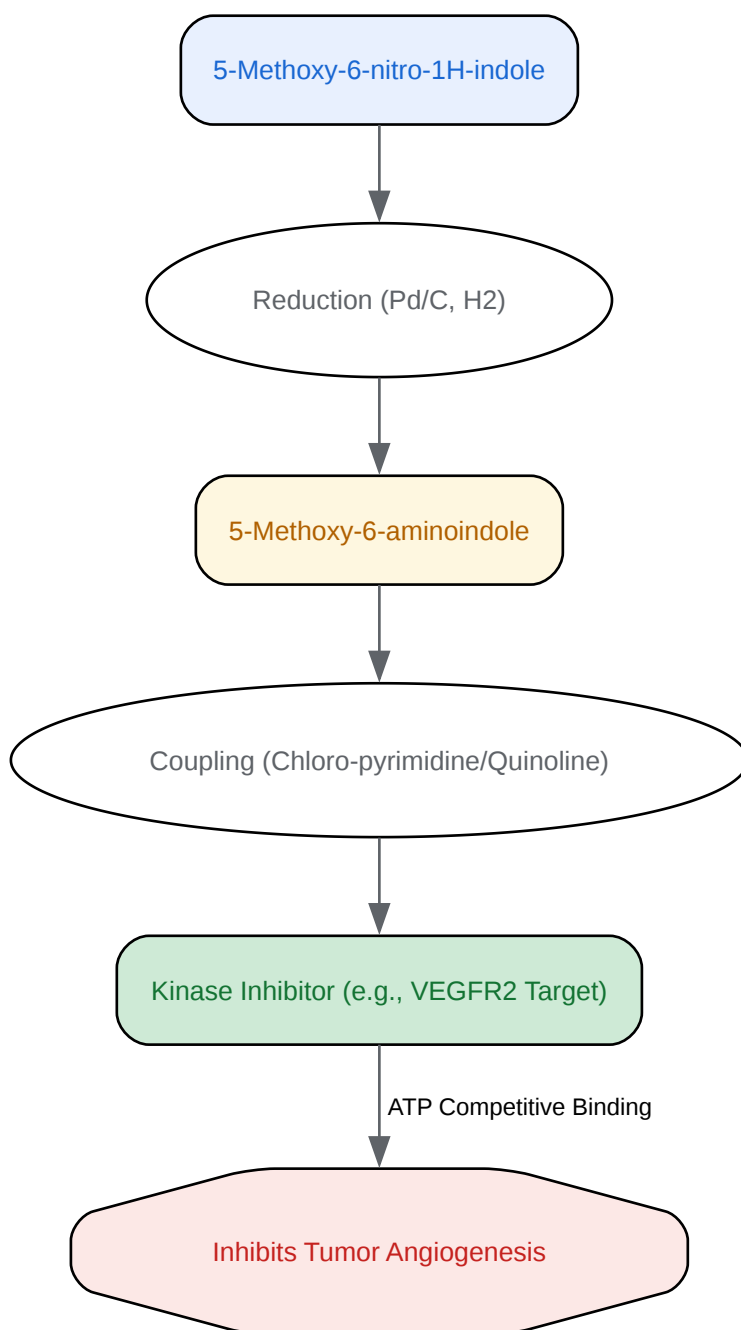 5-Methoxy-6-nitro-1H-indole
Reduction (Pd/C, H2)
5-Methoxy-6-aminoindole
Coupling (Chloro-pyrimidine/Quinoline)
Kinase Inhibitor (e.g., VEGFR2 Target)
ATP Competitive Binding
Inhibits Tumor Angiogenesis